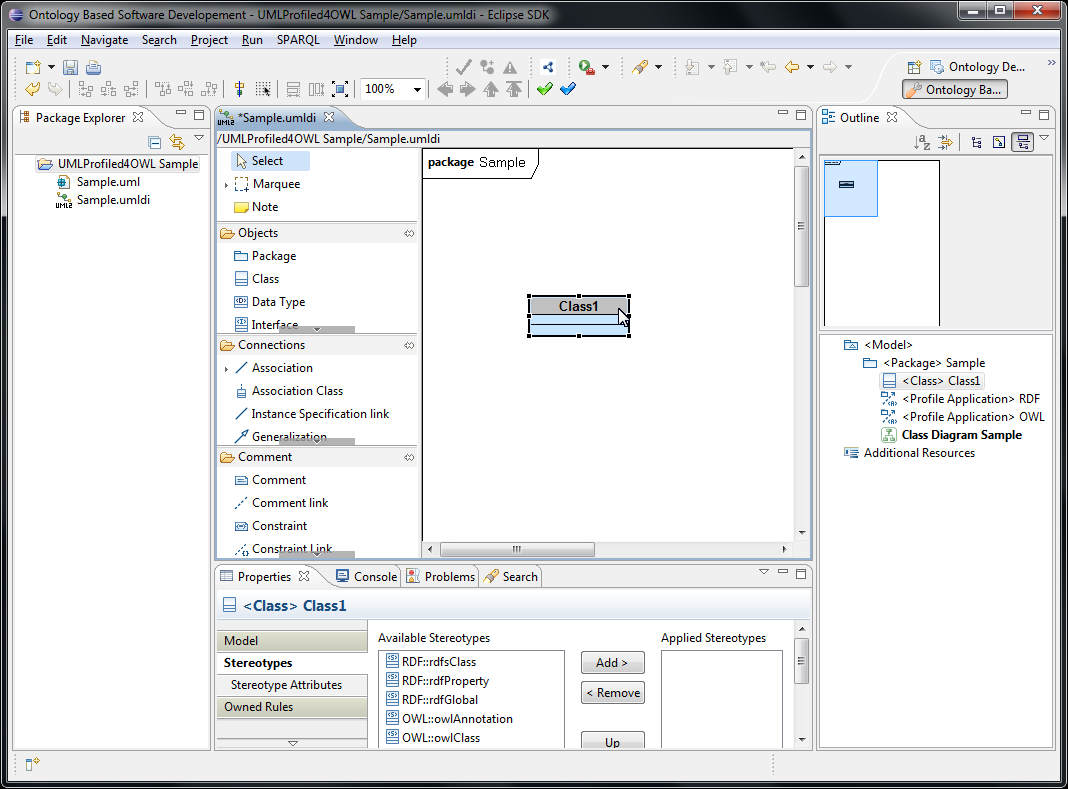 Ontology Based Software Developement - UMLProfiled4OWL Sample/Sample.umldi - Eclipse SDK
File Edit Navigate Search Project Run SPARQL Window Help
Ontology De...
100%
Ontology Ba...
Package Explorer
UMLProfiled4OWL Sample
Sample.uml
Sample.umldi
*Sample.umldi
/UMLProfiled4OWL Sample/Sample.umldi
Select
Marquee
Note
Objects
Package
Class
Data Type
Interface
Connections
Association
Association Class
Instance Specification link
Generalization
Comment
Comment
Comment link
Constraint
Constraint Link
package Sample
Class1
Outline
<Model>
<Package> Sample
<Class> Class1
<Profile Application> RDF
<Profile Application> OWL
Class Diagram Sample
Additional Resources
Properties Console Problems Search
<Class> Class1
Model
Stereotypes
Stereotype Attributes
Owned Rules
Available Stereotypes
RDF::rdfsClass
RDF::rdfProperty
RDF::rdfGlobal
OWL::owlAnnotation
OWL::owlClass
Add >
< Remove
Up
Applied Stereotypes